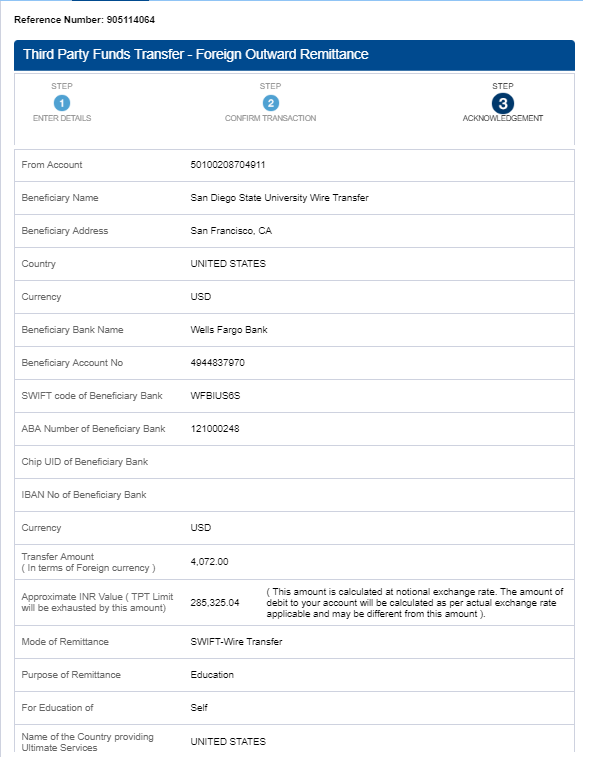 Reference Number: 905114064
Third Party Funds Transfer - Foreign Outward Remittance
STEP STEP STEP
1 2 3
ENTER DETAILS CONFIRM TRANSACTION ACKNOWLEDGEMENT
From Account 50100208704911
Beneficiary Name San Diego State University Wire Transfer
Beneficiary Address San Francisco, CA
Country UNITED STATES
Currency USD
Beneficiary Bank Name Wells Fargo Bank
Beneficiary Account No 4944837970
SWIFT code of Beneficiary Bank WFBIUS6S
ABA Number of Beneficiary Bank 121000248
Chip UID of Beneficiary Bank
IBAN No of Beneficiary Bank
Currency USD
Transfer Amount
( In terms of Foreign currency ) 4,072.00
Approximate INR Value ( TPT Limit
will be exhausted by this amount) 285,325.04
( This amount is calculated at notional exchange rate. The amount of
debit to your account will be calculated as per actual exchange rate
applicable and may be different from this amount ).
Mode of Remittance SWIFT-Wire Transfer
Purpose of Remittance Education
For Education of Self
Name of the Country providing
Ultimate Services UNITED STATES